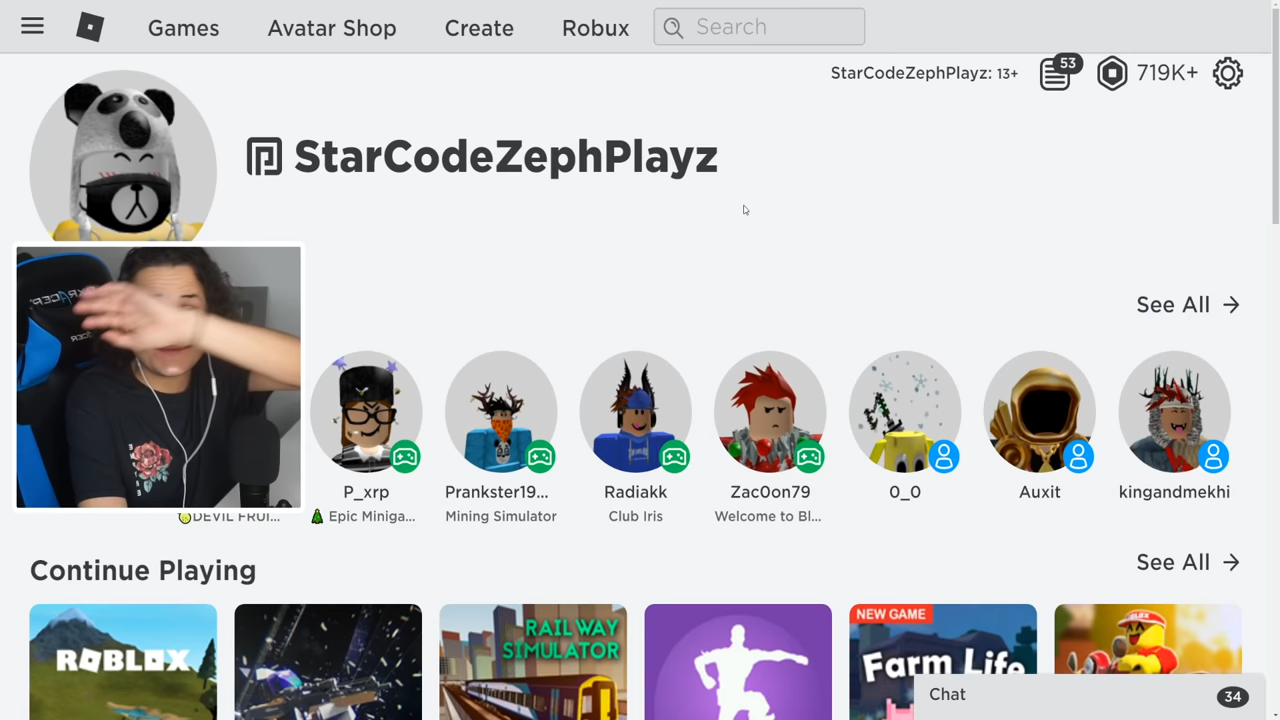 Games Avatar Shop Create Robux Search
StarCodeZephPlayz: 13+ 53 719K+
StarCodeZephPlayz
See All
P_xrp Prankster19... Radiakk Zac0on79 0_0 Auxit kingandmekhi
DEVIL FRUI... Epic Miniga... Mining Simulator Club Iris Welcome to Bl...
Continue Playing See All
ROBLOX
RAILWAY
SIMULATOR
NEW GAME
Farm Life
Chat 34